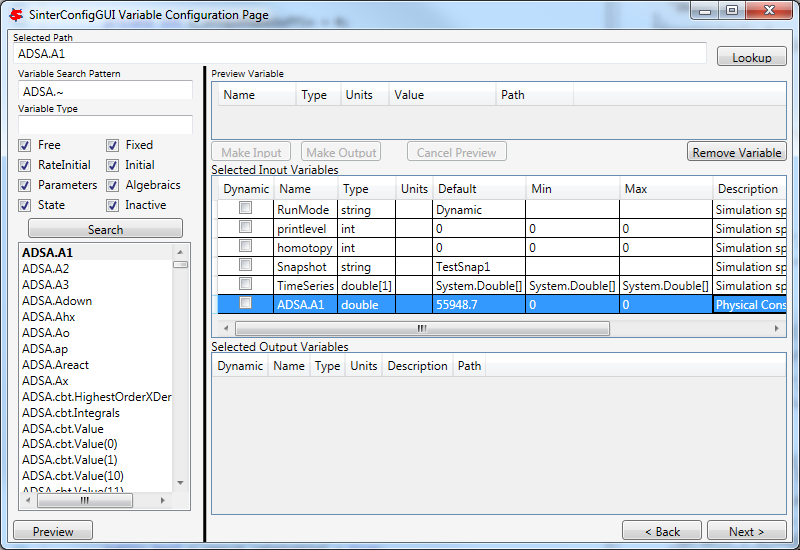 SinterConfigGUI Variable Configuration Page
Selected Path
ADSA.A1
Lookup
Variable Search Pattern
ADSA.~
Variable Type
Free
Fixed
RateInitial
Initial
Parameters
Algebraics
State
Inactive
Search
ADSA.A1
ADSA.A2
ADSA.A3
ADSA.Adown
ADSA.Ahx
ADSA.Ao
ADSA.ap
ADSA.Areact
ADSA.Ax
ADSA.cbt.HighestOrderXDer
ADSA.cbt.Integrals
ADSA.cbt.Value
ADSA.cbt.Value(0)
ADSA.cbt.Value(1)
ADSA.cbt.Value(10)
ADSA.cbt.Value(11)
Preview
Preview Variable
Name Type Units Value Path
Make Input Make Output Cancel Preview Remove Variable
Selected Input Variables
Dynamic Name Type Units Default Min Max Description
RunMode string Dynamic Simulation sp
printlevel int 0 0 0 Simulation sp
homotopy int 0 0 0 Simulation sp
Snapshot string TestSnap1 Simulation sp
TimeSeries double[1] System.Double[] System.Double[] System.Double[] Simulation sp
ADSA.A1 double 55948.7 0 0 Physical Cons
Selected Output Variables
Dynamic Name Type Units Description Path
< Back Next >